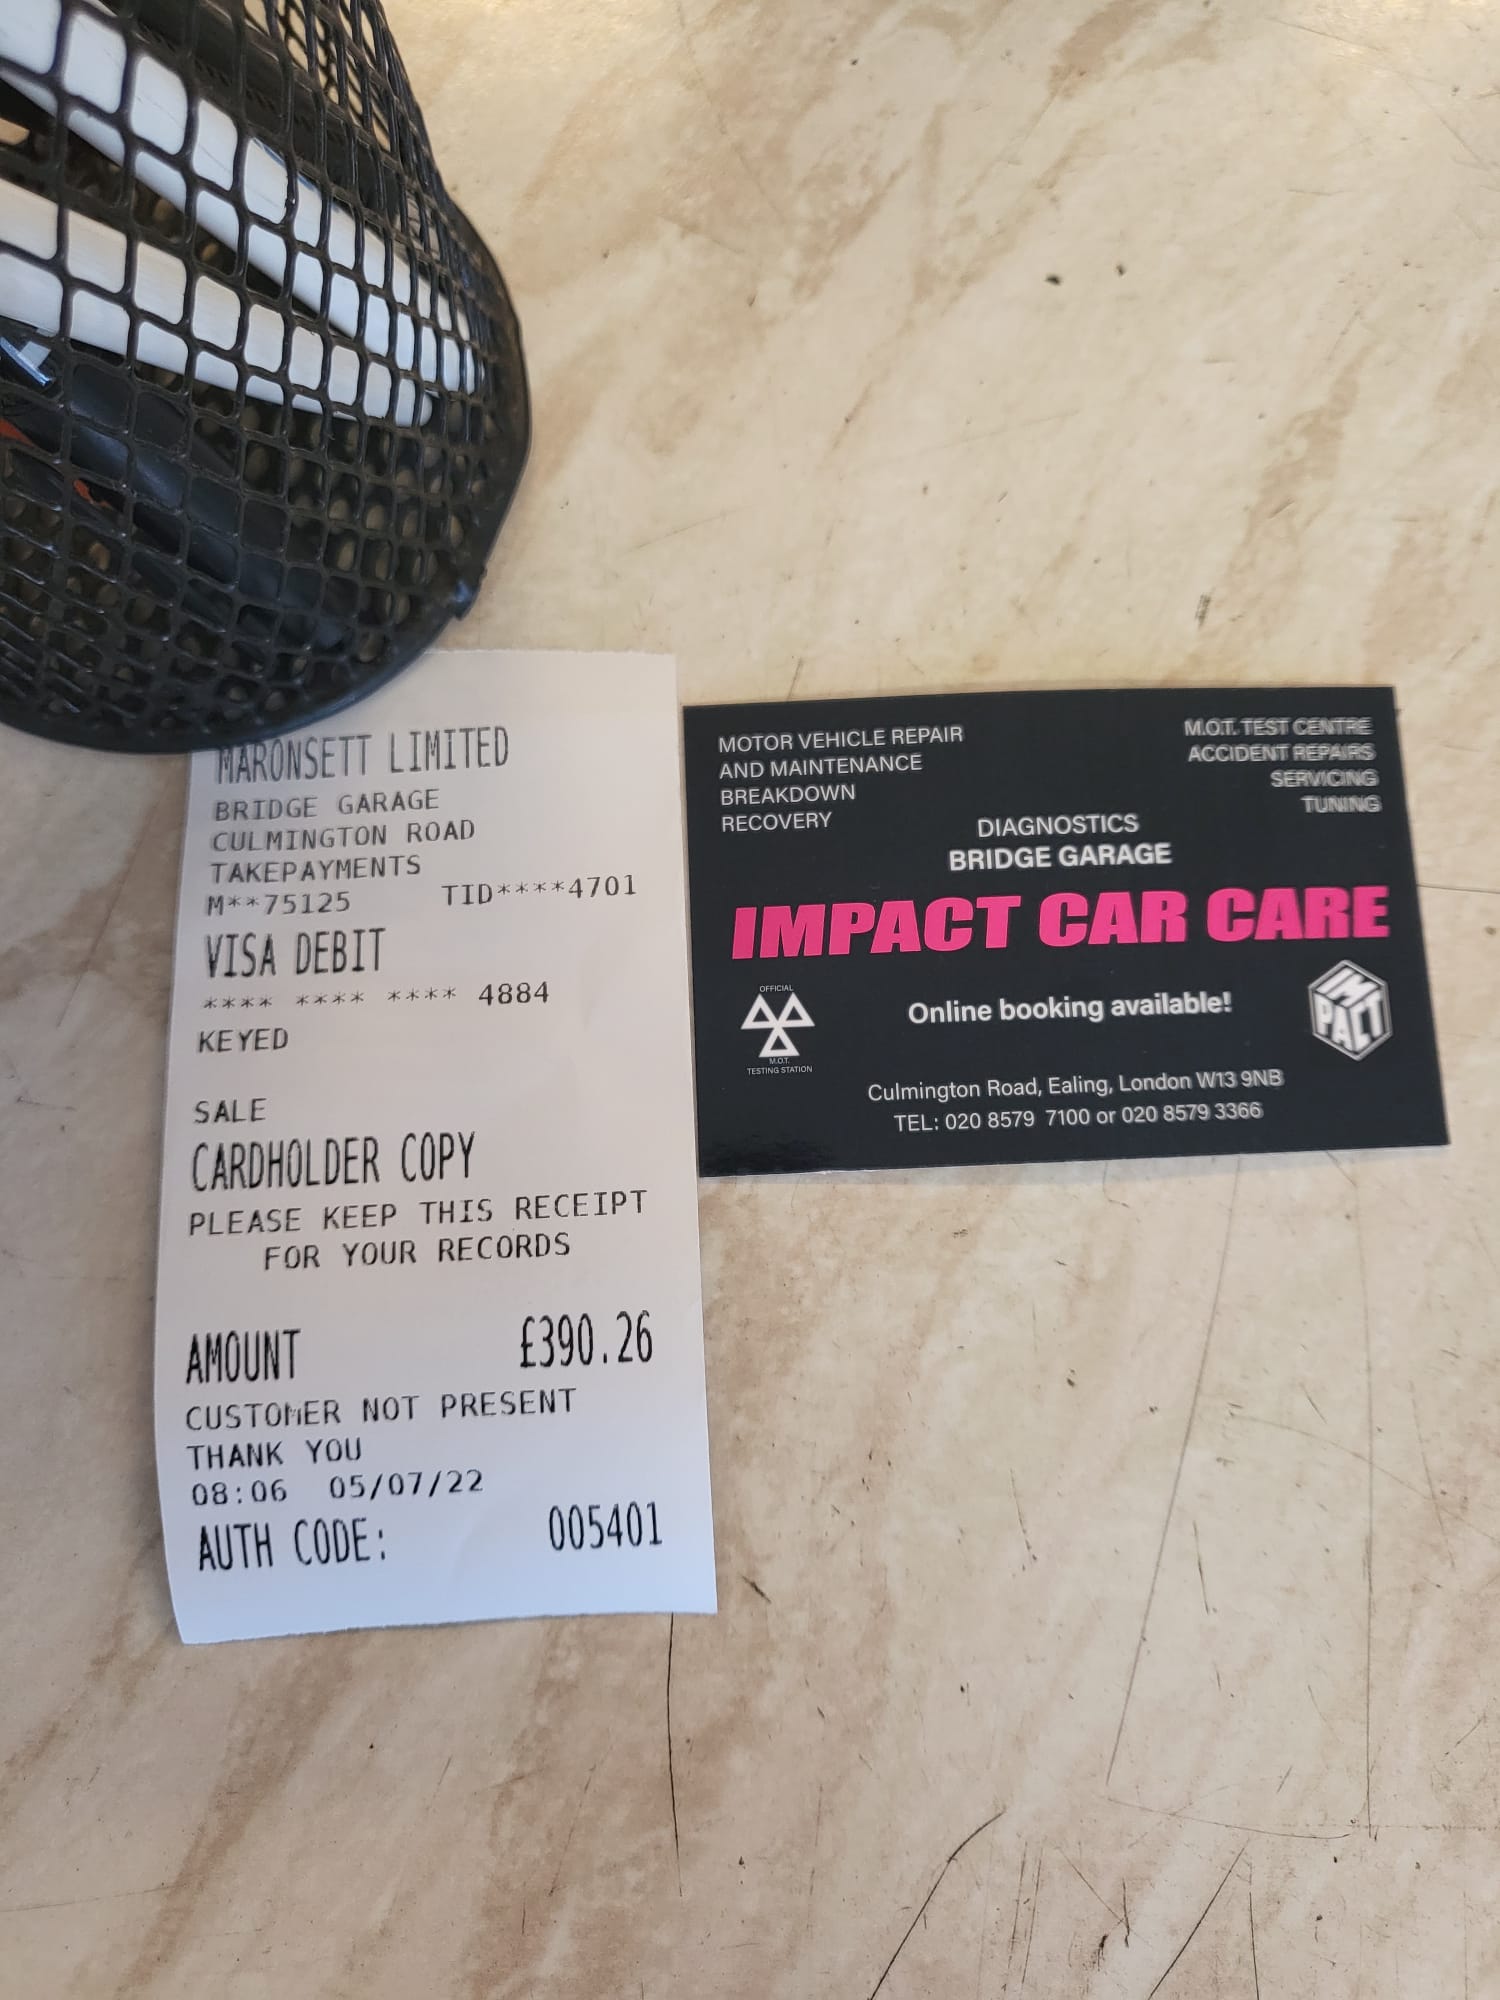 MARONSETT LIMITED
BRIDGE GARAGE
CULMINGTON ROAD
TAKEPAYMENTS
M**75125 TID****4701
VISA DEBIT
**** **** **** 4884
KEYED
SALE
CARDHOLDER COPY
PLEASE KEEP THIS RECEIPT
FOR YOUR RECORDS
AMOUNT £390.26
CUSTOMER NOT PRESENT
THANK YOU
08:06 05/07/22
AUTH CODE: 005401
MOTOR VEHICLE REPAIR
AND MAINTENANCE
BREAKDOWN
RECOVERY
M.O.T. TEST CENTRE
ACCIDENT REPAIRS
SERVICING
TUNING
DIAGNOSTICS
BRIDGE GARAGE
IMPACT CAR CARE
OFFICIAL
M.O.T.
TESTING STATION
Online booking available!
IMPACT
Culmington Road, Ealing, London W13 9NB
TEL: 020 8579 7100 or 020 8579 3366